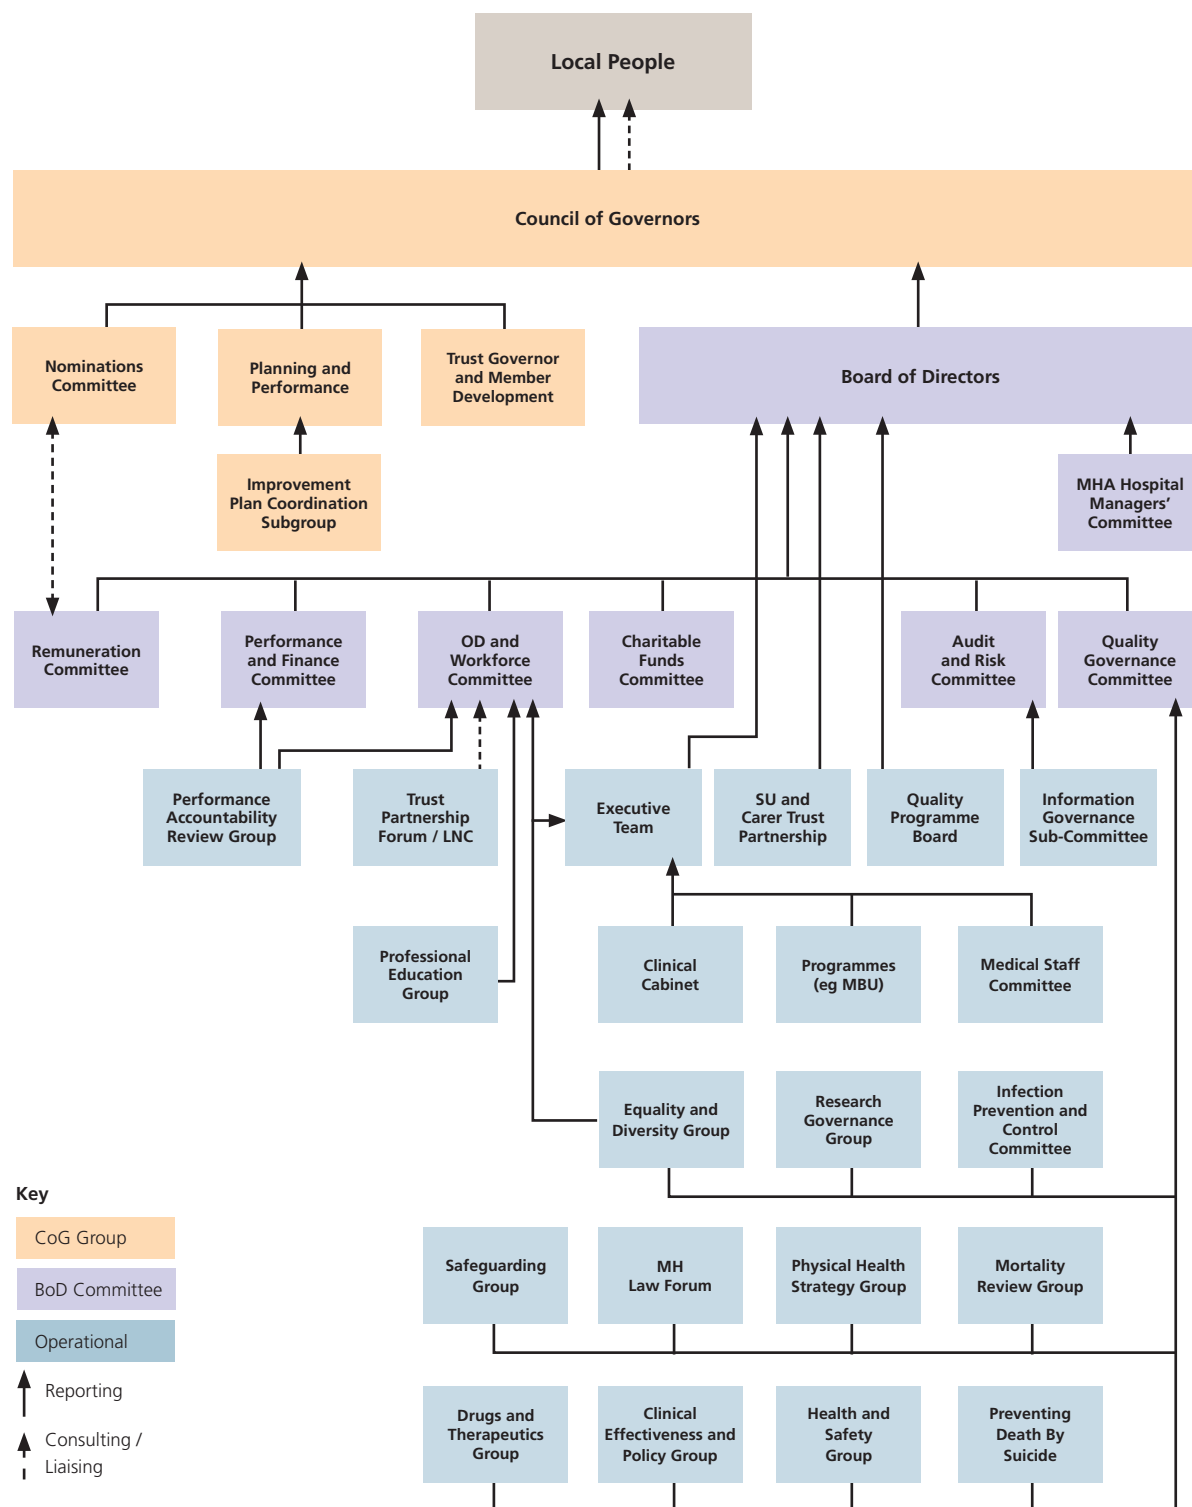 Local People
Council of Governors
Nominations
Committee
Planning and
Performance
Trust Governor
and Member
Development
Board of Directors
Improvement
Plan Coordination
Subgroup
MHA Hospital
Managers’
Committee
Remuneration
Committee
Performance
and Finance
Committee
OD and
Workforce
Committee
Charitable
Funds
Committee
Audit
and Risk
Committee
Quality
Governance
Committee
Performance
Accountability
Review Group
Trust
Partnership
Forum / LNC
Executive
Team
SU and
Carer Trust
Partnership
Quality
Programme
Board
Information
Governance
Sub-Committee
Professional
Education
Group
Clinical
Cabinet
Programmes
(eg MBU)
Medical Staff
Committee
Equality and
Diversity Group
Research
Governance
Group
Infection
Prevention and
Control
Committee
Key
CoG Group
BoD Committee
Operational
Reporting
Consulting /
Liaising
Safeguarding
Group
MH
Law Forum
Physical Health
Strategy Group
Mortality
Review Group
Drugs and
Therapeutics
Group
Clinical
Effectiveness and
Policy Group
Health and
Safety
Group
Preventing
Death By
Suicide